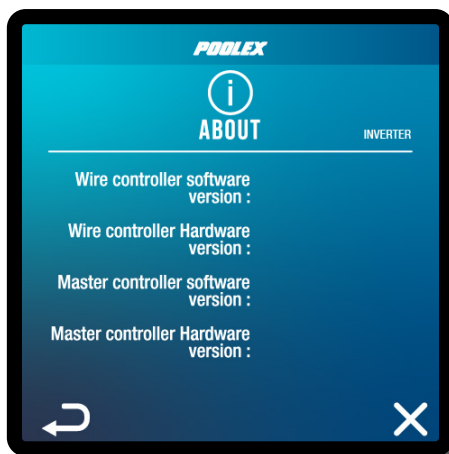 POOLEX
i
ABOUT
INVERTER
Wire controller software
version :
Wire controller Hardware
version :
Master controller software
version :
Master controller Hardware
version :